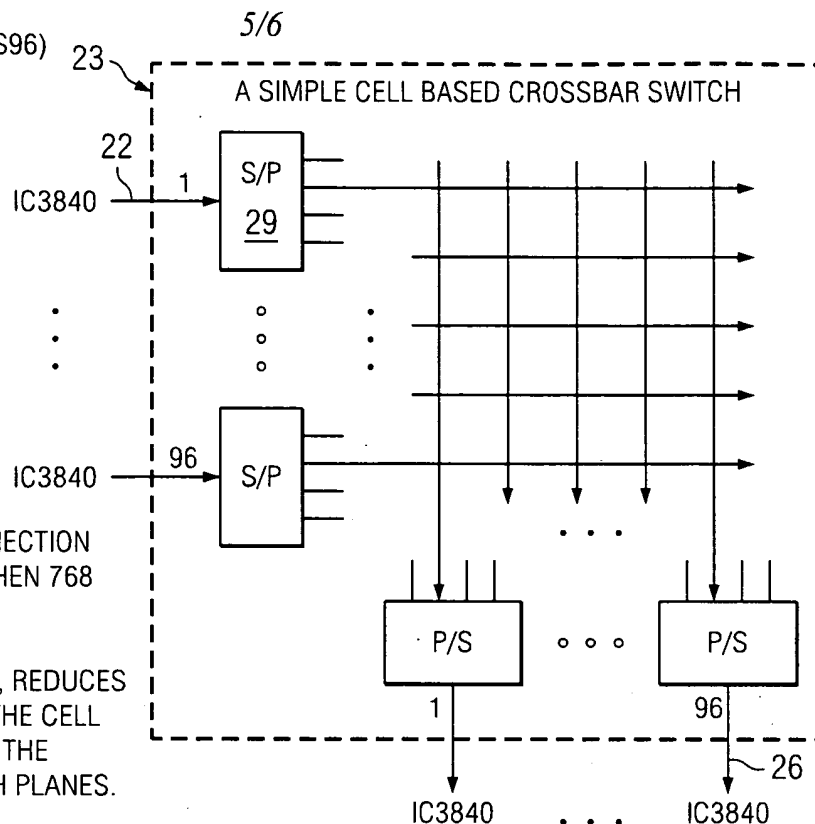 5/6
S96)
23
A SIMPLE CELL BASED CROSSBAR SWITCH
22
IC3840
1
S/P
29
IC3840
96
S/P
RECTION
HEN 768
, REDUCES
THE CELL
THE
H PLANES.
P/S
P/S
1
96
26
IC3840
IC3840